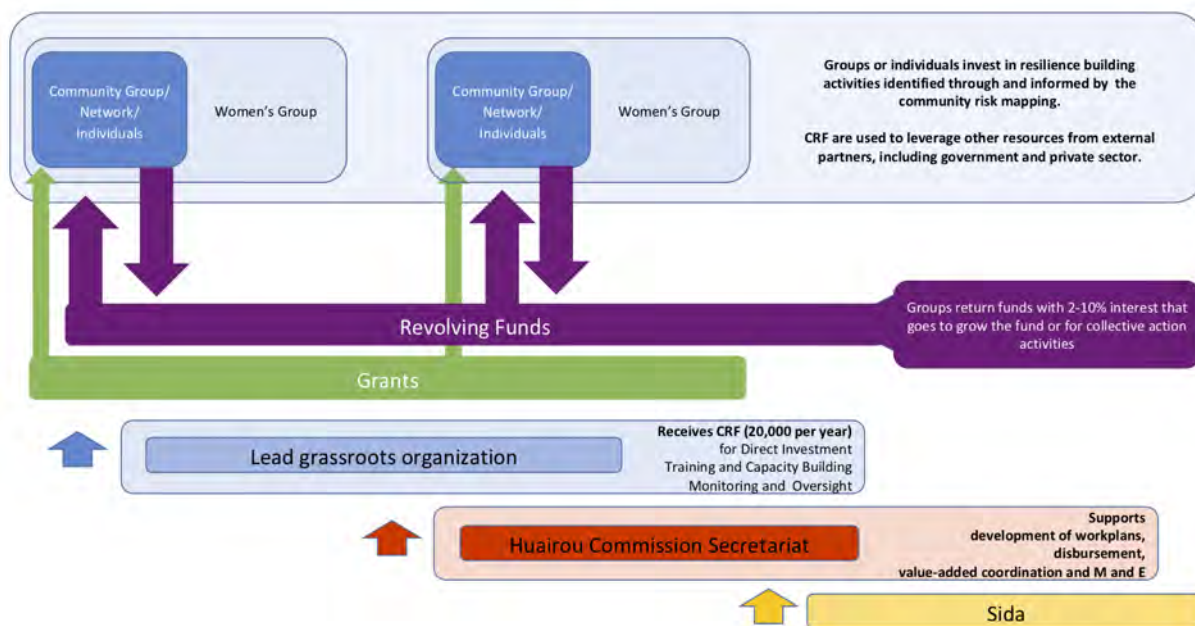 Community Group/
Network/
Individuals
Women's Group
Community Group/
Network/
Individuals
Women's Group
Groups or individuals invest in resilience building
activities identified through and informed by the
community risk mapping.
CRF are used to leverage other resources from external
partners, including government and private sector.
Revolving Funds
Groups return funds with 2-10% interest that
goes to grow the fund or for collective action
activities
Grants
Lead grassroots organization
Receives CRF (20,000 per year)
for Direct Investment
Training and Capacity Building
Monitoring and Oversight
Huairou Commission Secretariat
Supports
development of workplans,
disbursement,
value-added coordination and M and E
Sida